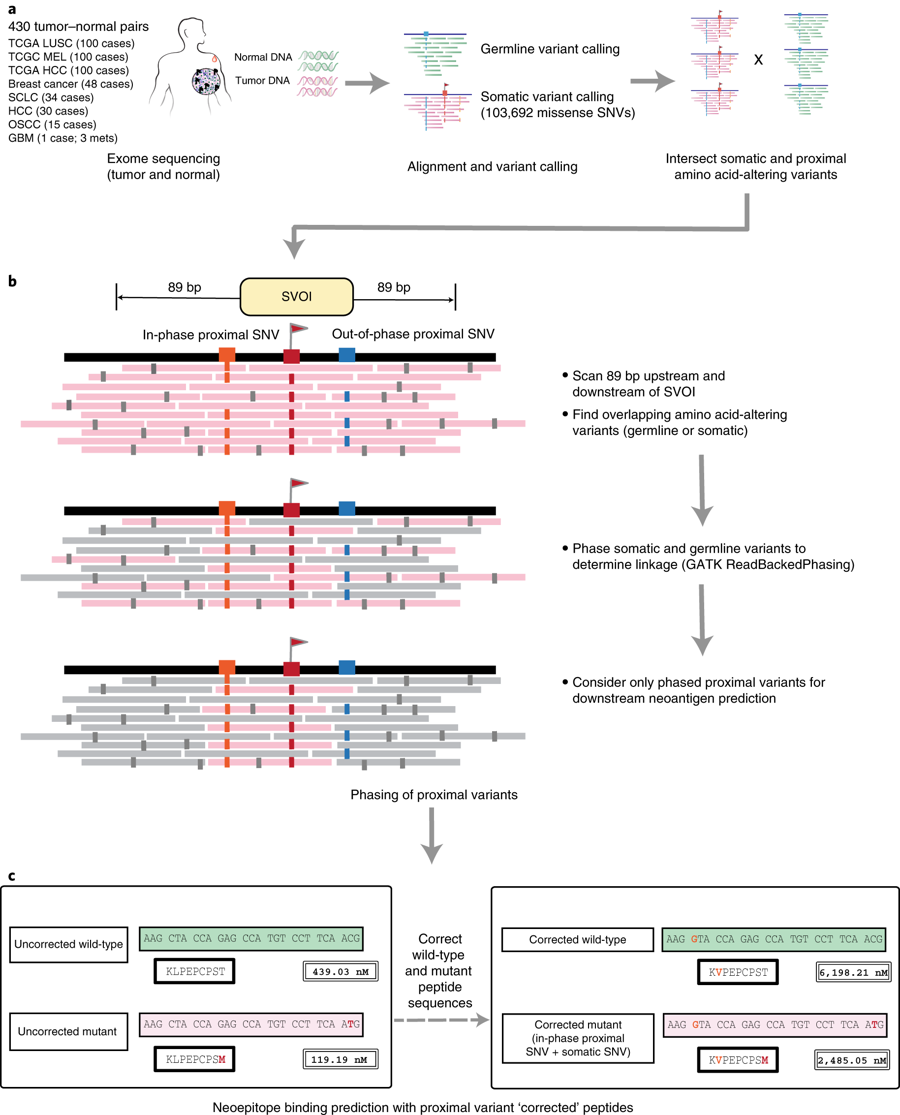 a
430 tumor–normal pairs
TCGA LUSC (100 cases)
TCGC MEL (100 cases)
TCGA HCC (100 cases)
Breast cancer (48 cases)
SCLC (34 cases)
HCC (30 cases)
OSCC (15 cases)
GBM (1 case; 3 mets)
Normal DNA
Tumor DNA
Exome sequencing
(tumor and normal)
Germline variant calling
Somatic variant calling
(103,692 missense SNVs)
Alignment and variant calling
X
Intersect somatic and proximal
amino acid-altering variants
b
89 bp
SVOI
89 bp
In-phase proximal SNV
Out-of-phase proximal SNV
• Scan 89 bp upstream and
downstream of SVOI
• Find overlapping amino acid-altering
variants (germline or somatic)
• Phase somatic and germline variants to
determine linkage (GATK ReadBackedPhasing)
• Consider only phased proximal variants for
downstream neoantigen prediction
Phasing of proximal variants
c
Uncorrected wild-type
AAG CTA CCA GAG CCA TGT CCT TCA ACG
KLPEPCPST
439.03 nM
Uncorrected mutant
AAG CTA CCA GAG CCA TGT CCT TCA ATG
KLPEPCPSM
119.19 nM
Correct
wild-type
and mutant
peptide
sequences
Corrected wild-type
AAG GTA CCA GAG CCA TGT CCT TCA ACG
KVPEPCPST
6,198.21 nM
Corrected mutant
(in-phase proximal
SNV + somatic SNV)
AAG GTA CCA GAG CCA TGT CCT TCA ATG
KVPEPCPSM
2,485.05 nM
Neoepitope binding prediction with proximal variant ‘corrected’ peptides